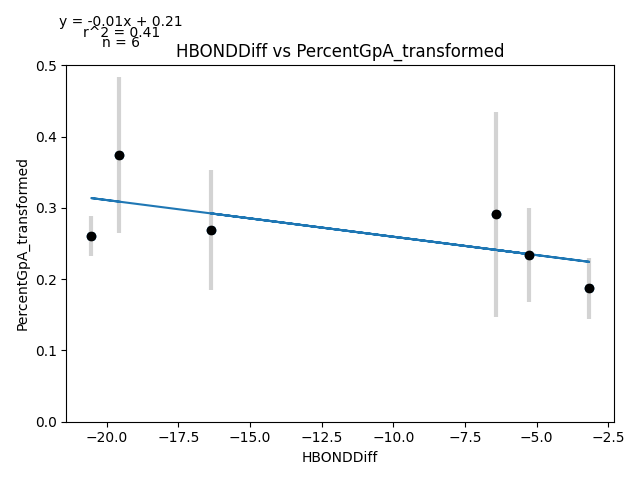 y = -0.01x + 0.21
r^2 = 0.41
n = 6
HBONDDiff vs PercentGpA_transformed
0.5
0.4
0.3
0.2
0.1
0.0
PercentGpA_transformed
−20.0 −17.5 −15.0 −12.5 −10.0 −7.5 −5.0 −2.5
HBONDDiff